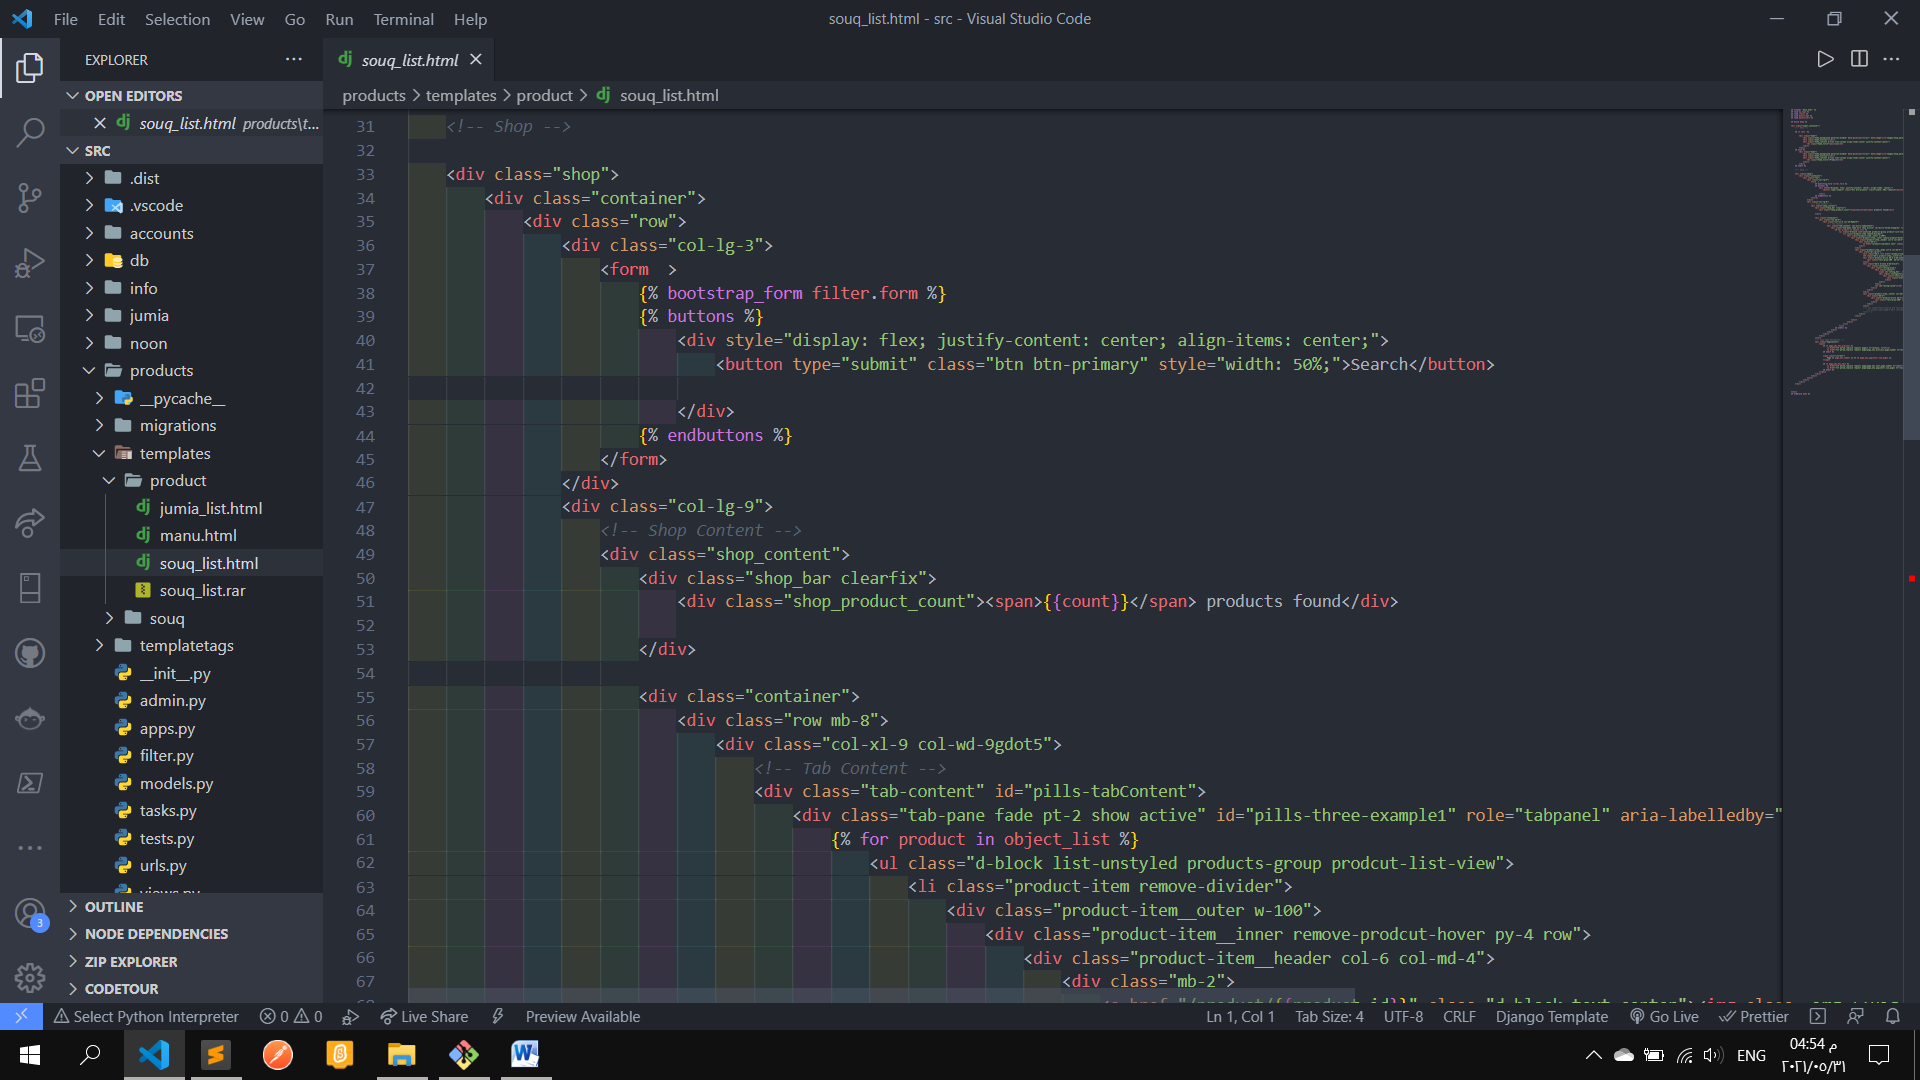 File Edit Selection View Go Run Terminal Help
souq_list.html - src - Visual Studio Code
EXPLORER
OPEN EDITORS
souq_list.html products\t...
SRC
.dist
.vscode
accounts
db
info
jumia
noon
products
__pycache__
migrations
templates
product
jumia_list.html
manu.html
souq_list.html
souq_list.rar
souq
templatetags
__init__.py
admin.py
apps.py
filter.py
models.py
tasks.py
tests.py
urls.py
views.py
OUTLINE
NODE DEPENDENCIES
ZIP EXPLORER
CODETOUR
3
souq_list.html
products > templates > product > souq_list.html
31 <!-- Shop -->
32
33 <div class="shop">
34 <div class="container">
35 <div class="row">
36 <div class="col-lg-3">
37 <form  >
38 {% bootstrap_form filter.form %}
39 {% buttons %}
40 <div style="display: flex; justify-content: center; align-items: center;">
41 <button type="submit" class="btn btn-primary" style="width: 50%;">Search</button>
42
43 </div>
44 {% endbuttons %}
45 </form>
46 </div>
47 <div class="col-lg-9">
48 <!-- Shop Content -->
49 <div class="shop_content">
50 <div class="shop_bar clearfix">
51 <div class="shop_product_count"><span>{{count}}</span> products found</div>
52
53 </div>
54
55 <div class="container">
56 <div class="row mb-8">
57 <div class="col-xl-9 col-wd-9gdot5">
58 <!-- Tab Content -->
59 <div class="tab-content" id="pills-tabContent">
60 <div class="tab-pane fade pt-2 show active" id="pills-three-example1" role="tabpanel" aria-labelledby="
61 {% for product in object_list %}
62 <ul class="d-block list-unstyled products-group prodcut-list-view">
63 <li class="product-item remove-divider">
64 <div class="product-item__outer w-100">
65 <div class="product-item__inner remove-prodcut-hover py-4 row">
66 <div class="product-item__header col-6 col-md-4">
67 <div class="mb-2">
Select Python Interpreter 0 0 Live Share Preview Available
Ln 1, Col 1 Tab Size: 4 UTF-8 CRLF Django Template Go Live Prettier
ENG
04:54 م
٢٠٢١/٠٥/٣١